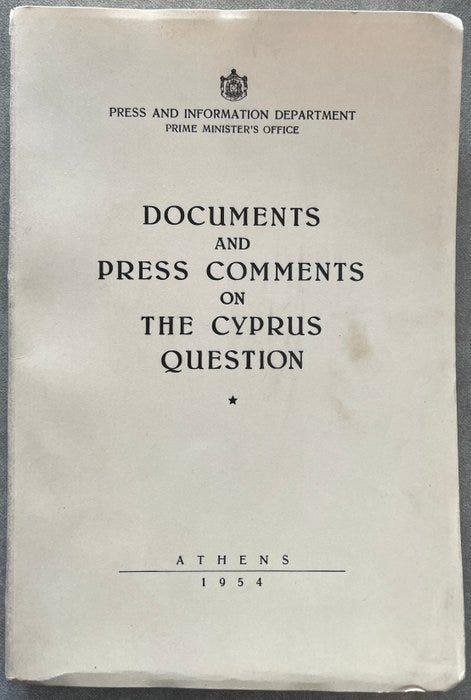 PRESS AND INFORMATION DEPARTMENT
PRIME MINISTER'S OFFICE
DOCUMENTS
AND
PRESS COMMENTS
ON
THE CYPRUS
QUESTION
ATHENS
1954